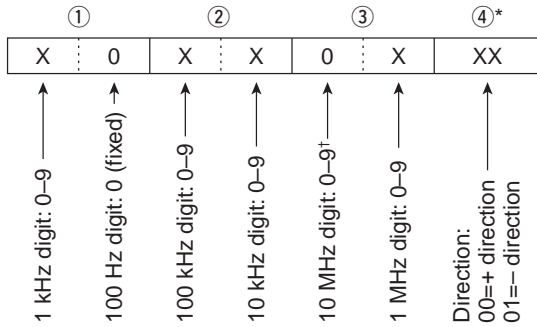 ① ② ③ ④*
X 0 X X 0 X XX
1 kHz digit: 0–9
100 Hz digit: 0 (fixed)
100 kHz digit: 0–9
10 kHz digit: 0–9
10 MHz digit: 0–9†
1 MHz digit: 0–9
Direction:
00=+ direction
01=– direction